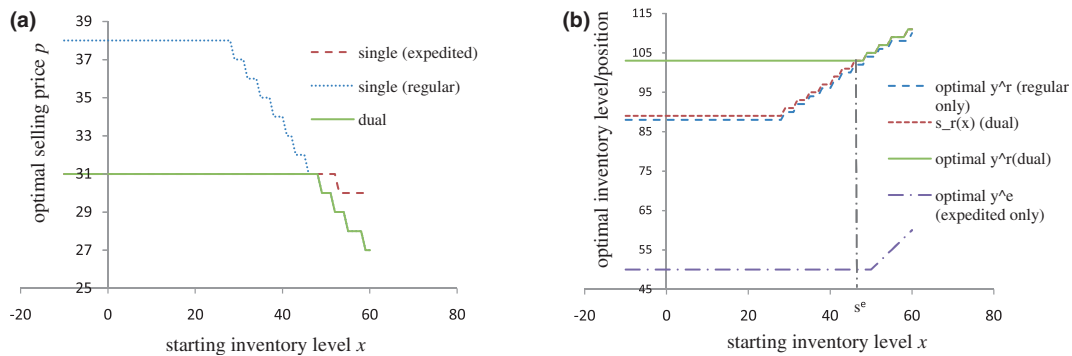 (a)
optimal selling price p
39
37
35
33
31
29
27
25
-20
0
20
40
60
80
starting inventory level x
single (expedited)
single (regular)
dual
(b)
optimal inventory level/position
115
105
95
85
75
65
55
45
-20
0
20
40
60
80
s^e
starting inventory level x
optimal y^r (regular
only)
s_r(x) (dual)
optimal y^r(dual)
optimal y^e
(expedited only)